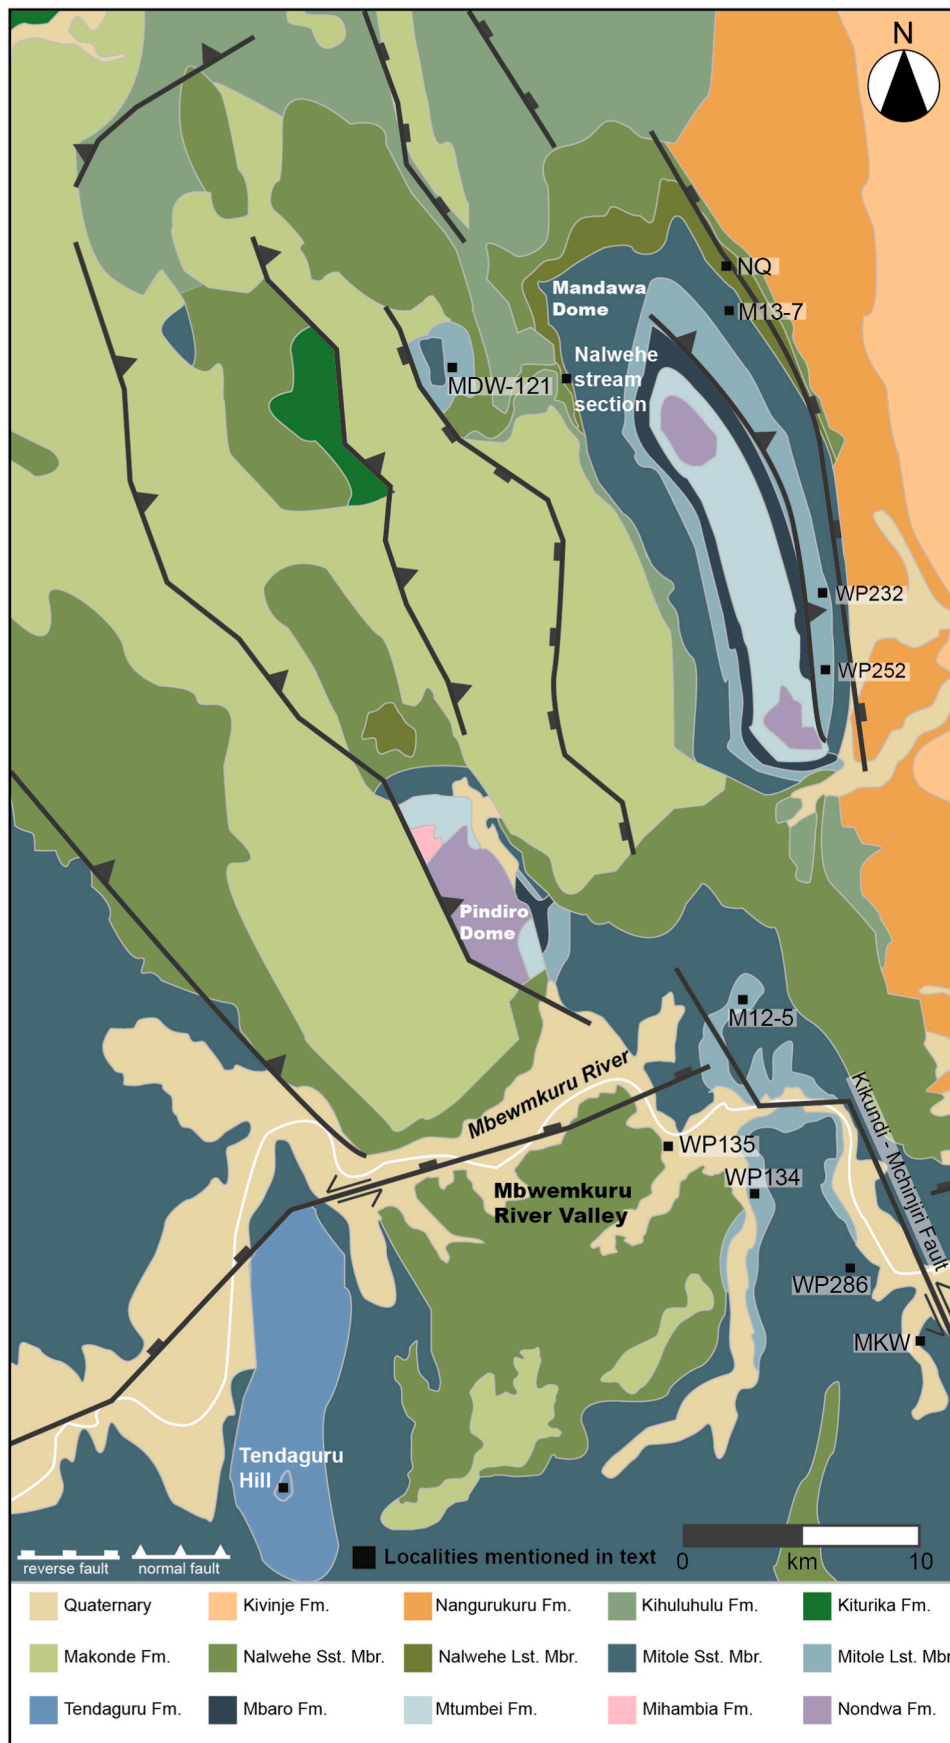 N
NQ
Mandawa
Dome
M13-7
Nalwehe
stream
section
MDW-121
WP232
WP252
Pindiro
Dome
M12-5
Mbewmkuru River
Kikundi - Mchinjiri Fault
WP135
WP134
Mbwemkuru
River Valley
WP286
MKW
Tendaguru
Hill
reverse fault
normal fault
Localities mentioned in text
0 km 10
Quaternary Kivinje Fm. Nangurukuru Fm. Kihuluhulu Fm. Kiturika Fm.
Makonde Fm. Nalwehe Sst. Mbr. Nalwehe Lst. Mbr. Mitole Sst. Mbr. Mitole Lst. Mbr
Tendaguru Fm. Mbaro Fm. Mtumbei Fm. Mihambia Fm. Nondwa Fm.